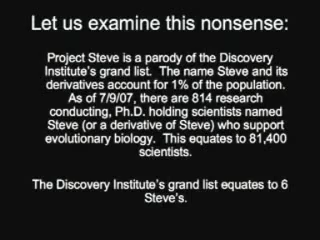 Let us examine this nonsense:
Project Steve is a parody of the Discovery
Institute's grand list. The name Steve and its
derivatives account for 1% of the population.
As of 7/9/07, there are 814 research
conducting, Ph.D. holding scientists named
Steve (or a derivative of Steve) who support
evolutionary biology. This equates to 81,400
scientists.
The Discovery Institute's grand list equates to 6
Steve's.